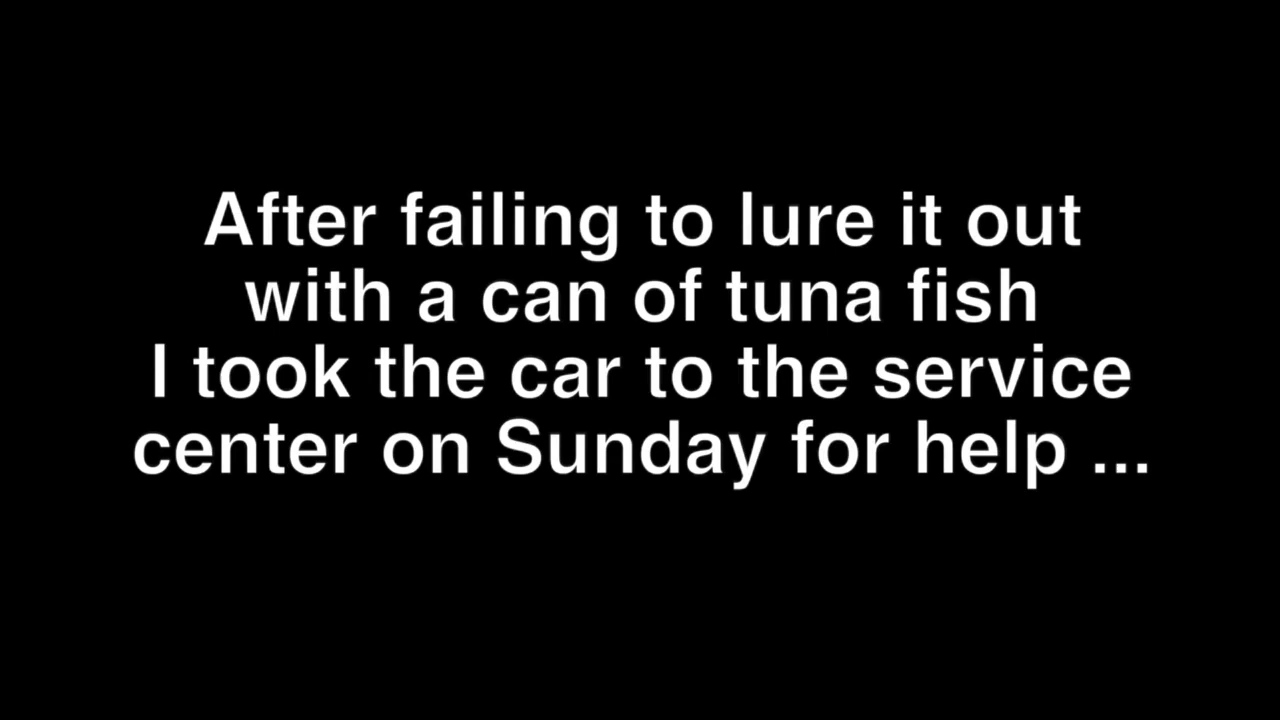 After failing to lure it out
with a can of tuna fish
I took the car to the service
center on Sunday for help ...